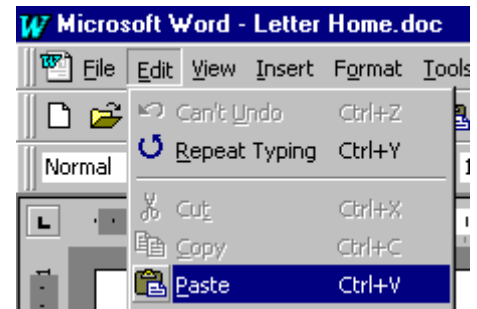 Microsoft Word - Letter Home.doc
File Edit View Insert Format Tools
Can't Undo Ctrl+Z
Normal Repeat Typing Ctrl+Y
L Cut Ctrl+X
Copy Ctrl+C
Paste Ctrl+V